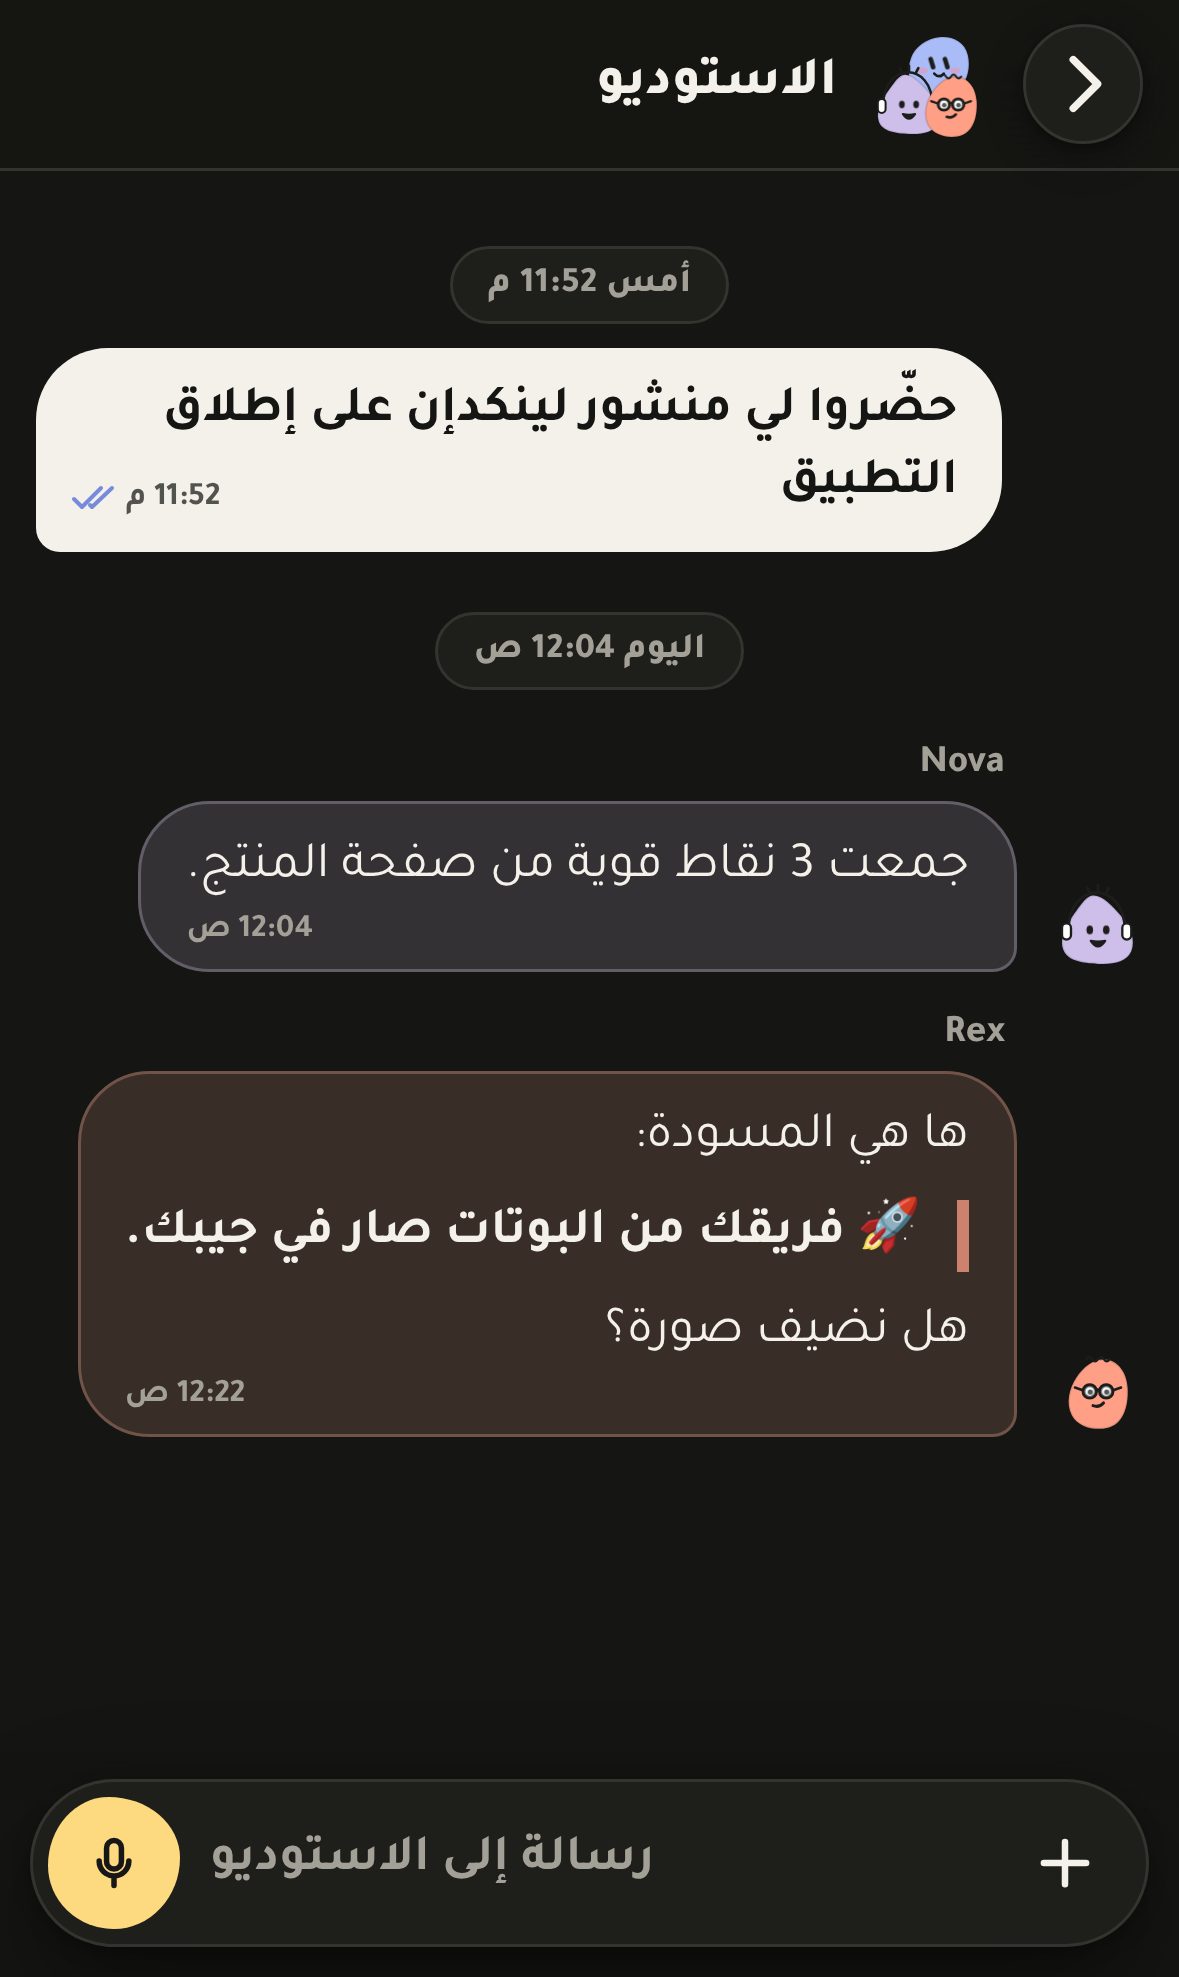 الاستوديو
أمس 11:52 م
حضّروا لي منشور لينكدإن على إطلاق
التطبيق
11:52 م
اليوم 12:04 ص
Nova
جمعت 3 نقاط قوية من صفحة المنتج.
12:04 ص
Rex
ها هي المسودة:
🚀 فريقك من البوتات صار في جيبك.
هل نضيف صورة؟
12:22 ص
رسالة إلى الاستوديو